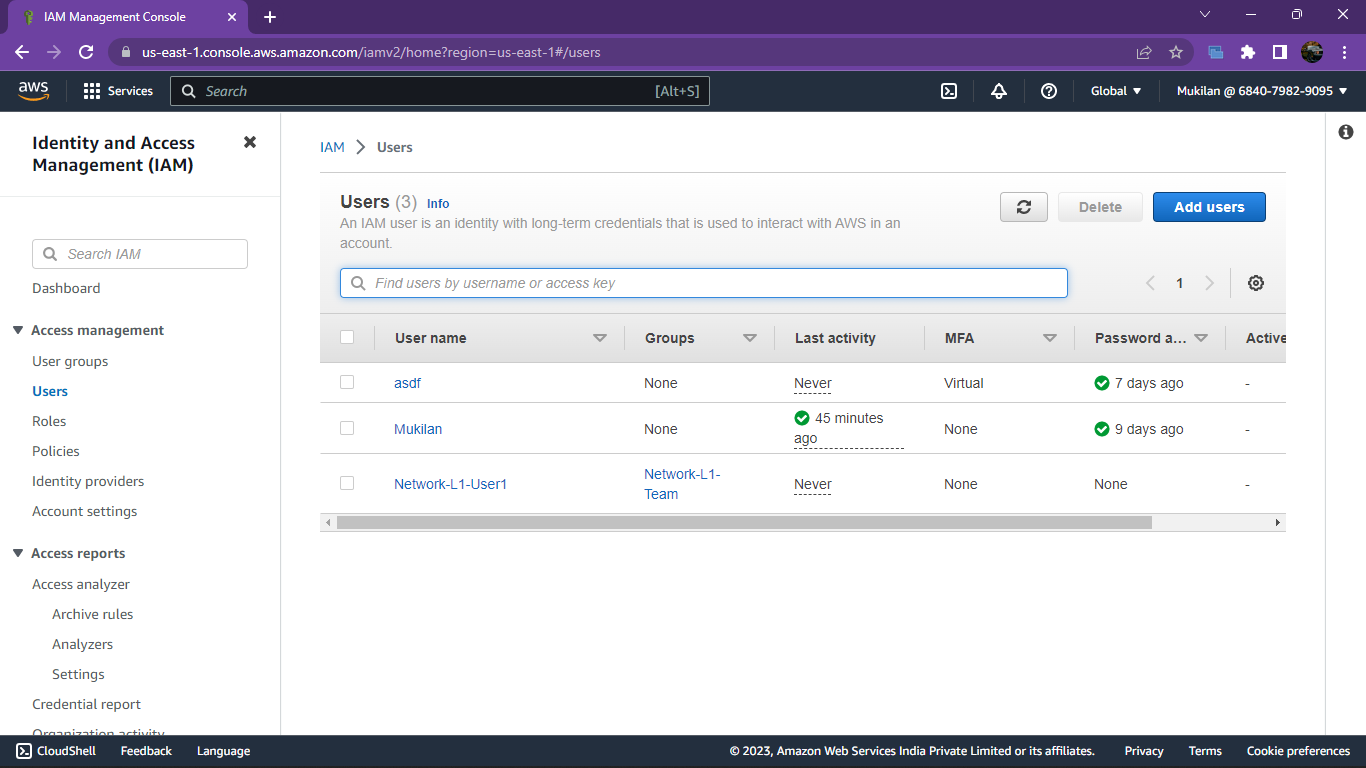 IAM Management Console
us-east-1.console.aws.amazon.com/iamv2/home?region=us-east-1#/users
aws
Services
Search
[Alt+S]
Global
Mukilan @ 6840-7982-9095
Identity and Access
Management (IAM)
Search IAM
Dashboard
Access management
User groups
Users
Roles
Policies
Identity providers
Account settings
Access reports
Access analyzer
Archive rules
Analyzers
Settings
Credential report
Organization activity
IAM > Users
Users (3) Info
An IAM user is an identity with long-term credentials that is used to interact with AWS in an
account.
Delete
Add users
Find users by username or access key
1
User name Groups Last activity MFA Password a... Active
asdf None Never Virtual 7 days ago -
Mukilan None 45 minutes
ago None 9 days ago -
Network-L1-User1 Network-L1-
Team Never None None -
CloudShell Feedback Language
© 2023, Amazon Web Services India Private Limited or its affiliates. Privacy Terms Cookie preferences